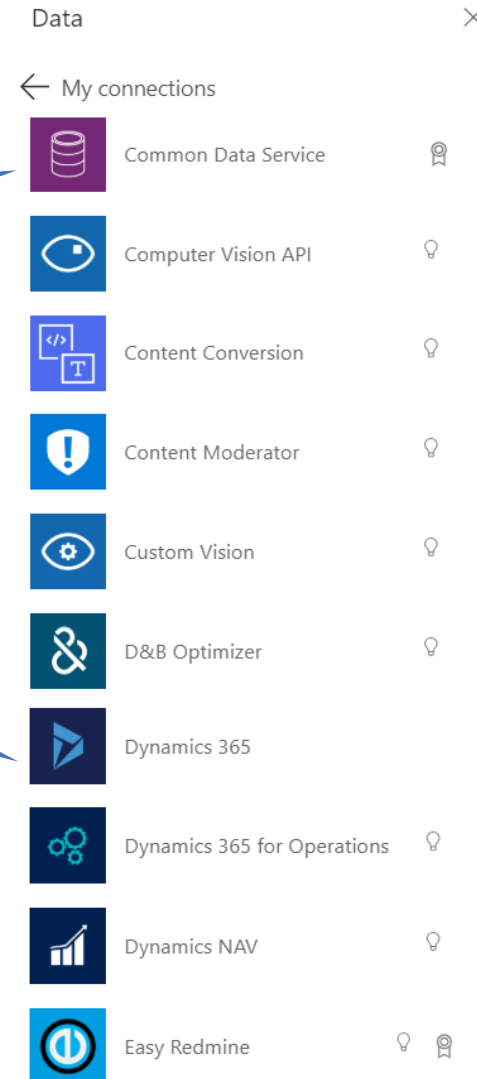 Data
My connections
Common Data Service
Computer Vision API
</>
T
Content Conversion
Content Moderator
Custom Vision
D&B Optimizer
Dynamics 365
Dynamics 365 for Operations
Dynamics NAV
Easy Redmine